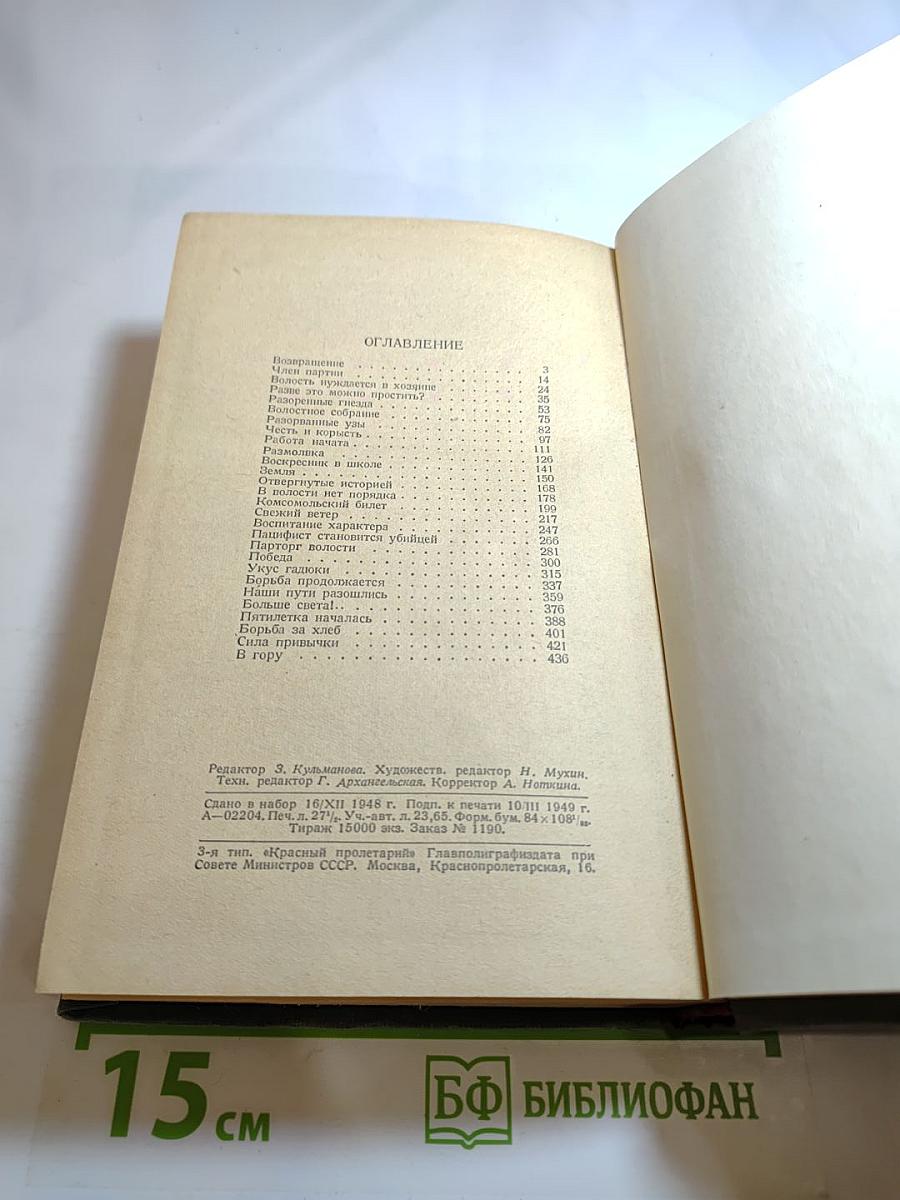 ОГЛАВЛЕНИЕ
Возвращение . . . . . . . . . . 3
Член партии . . . . . . . . . . 14
Волость нуждается в хозяине . . . . . 24
Разве это можно простить? . . . . . . 35
Разоренные гнезда . . . . . . . . . 53
Волостное собрание . . . . . . . . 75
Разорванные узы . . . . . . . . . 82
Честь и корысть . . . . . . . . . 97
Работа начата . . . . . . . . . . 111
Размолвка . . . . . . . . . . . 126
Воскресник в школе . . . . . . . . 141
Земля . . . . . . . . . . . . . 150
Отвергнутые историей . . . . . . . 168
В волости нет порядка . . . . . . . 178
Комсомольский билет . . . . . . . . 199
Свежий ветер . . . . . . . . . . 217
Воспитание характера . . . . . . . 247
Пацифист становится убийцей . . . . . 266
Парторг волости . . . . . . . . . 281
Победа . . . . . . . . . . . . 300
Укус гадюки . . . . . . . . . . 315
Борьба продолжается . . . . . . . . 337
Наши пути разошлись . . . . . . . . 359
Больше света!. . . . . . . . . . . 376
Пятилетка началась . . . . . . . . 388
Борьба за хлеб . . . . . . . . . . 401
Сила привычки . . . . . . . . . . 421
В гору . . . . . . . . . . . . 436
Редактор З. Кульманова. Художеств. редактор Н. Мухин.
Техн. редактор Г. Архангельская. Корректор А. Ноткина.
Сдано в набор 16/XII 1948 г. Подп. к печати 10/III 1949 г.
А—02204. Печ. л. 27¹/₂. Уч.-авт. л. 23,65. Форм. бум. 84×108¹/₃₂.
Тираж 15000 экз. Заказ № 1190.
3-я тип. «Красный пролетарий» Главполиграфиздата при
Совете Министров СССР. Москва, Краснопролетарская, 16.
15 см
БФ БИБЛИОФАН